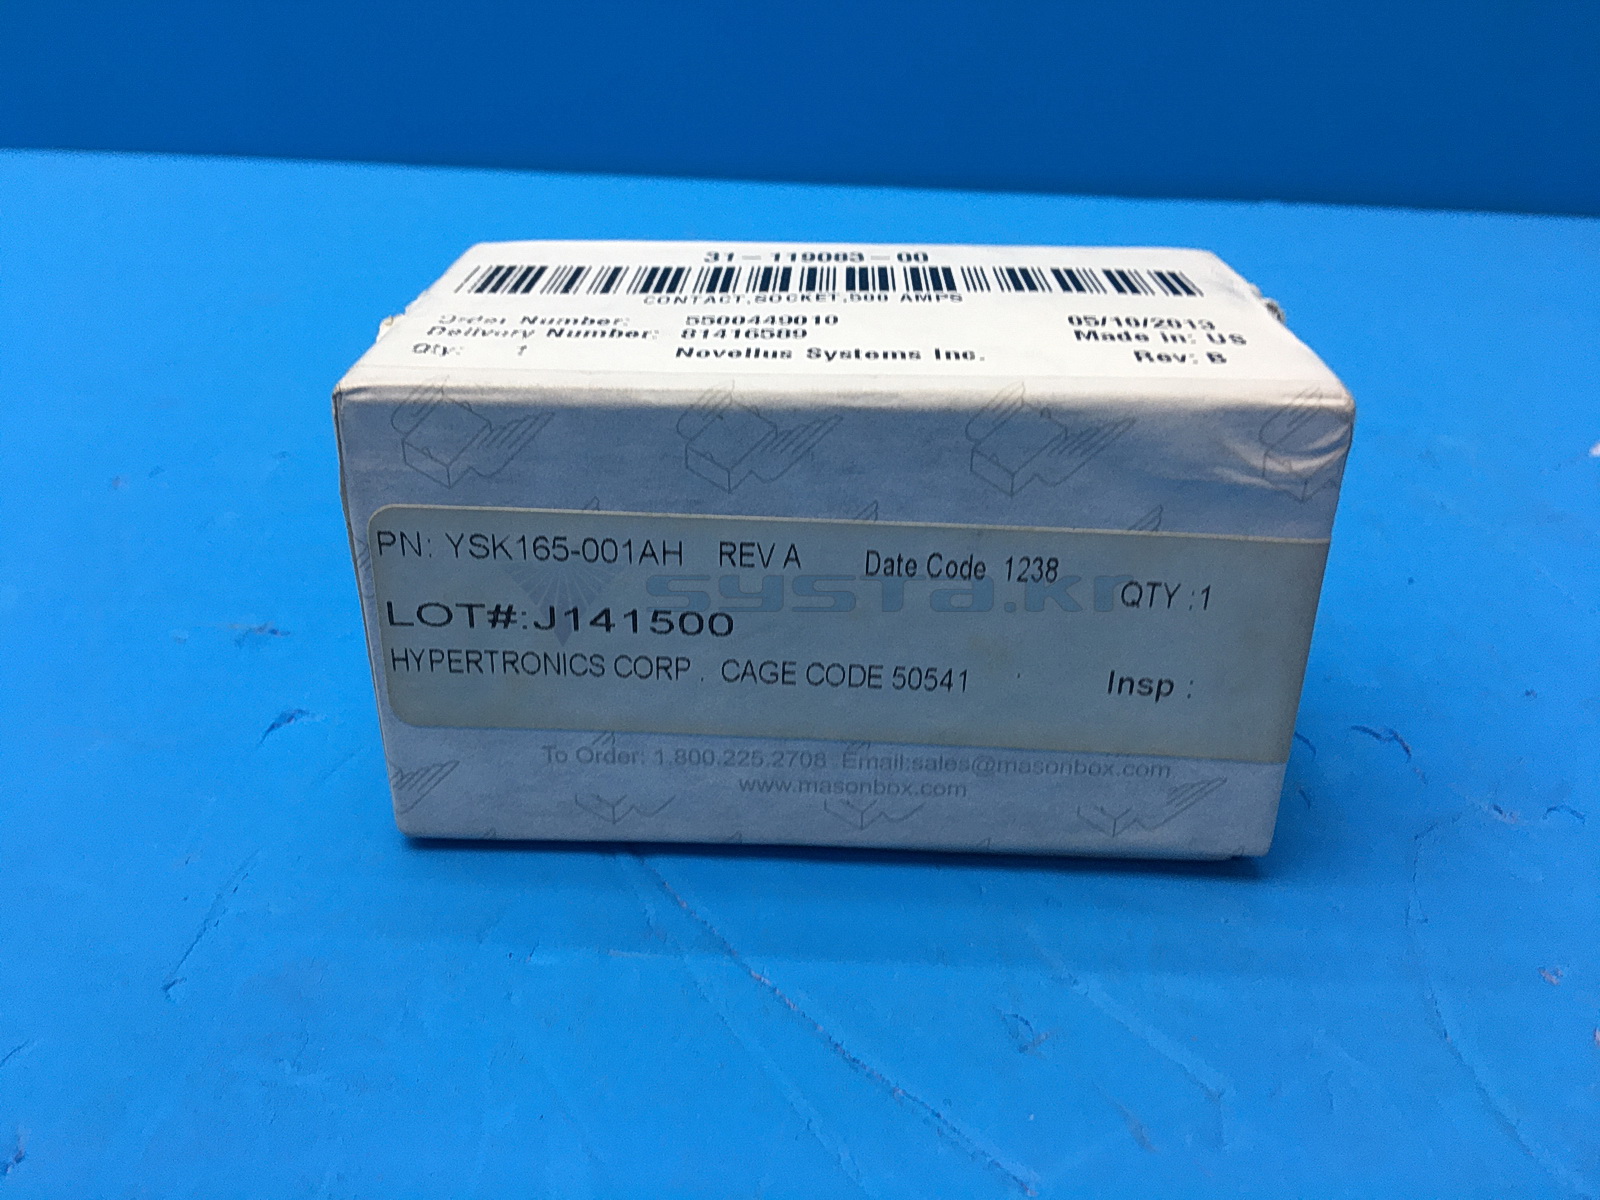 31-119083-00
CONTACT,SOCKET,500 AMPS
Order Number: 5500449010 05/10/2013
Delivery Number: 81416589 Made in: US
Qty: 1 Novellus Systems Inc. Rev: B
PN: YSK165-001AH REV A Date Code 1238
QTY :1
systa.kr
LOT#:J141500
HYPERTRONICS CORP . CAGE CODE 50541 Insp :
To Order: 1.800.225.2708 Email:sales@masonbox.com
www.masonbox.com